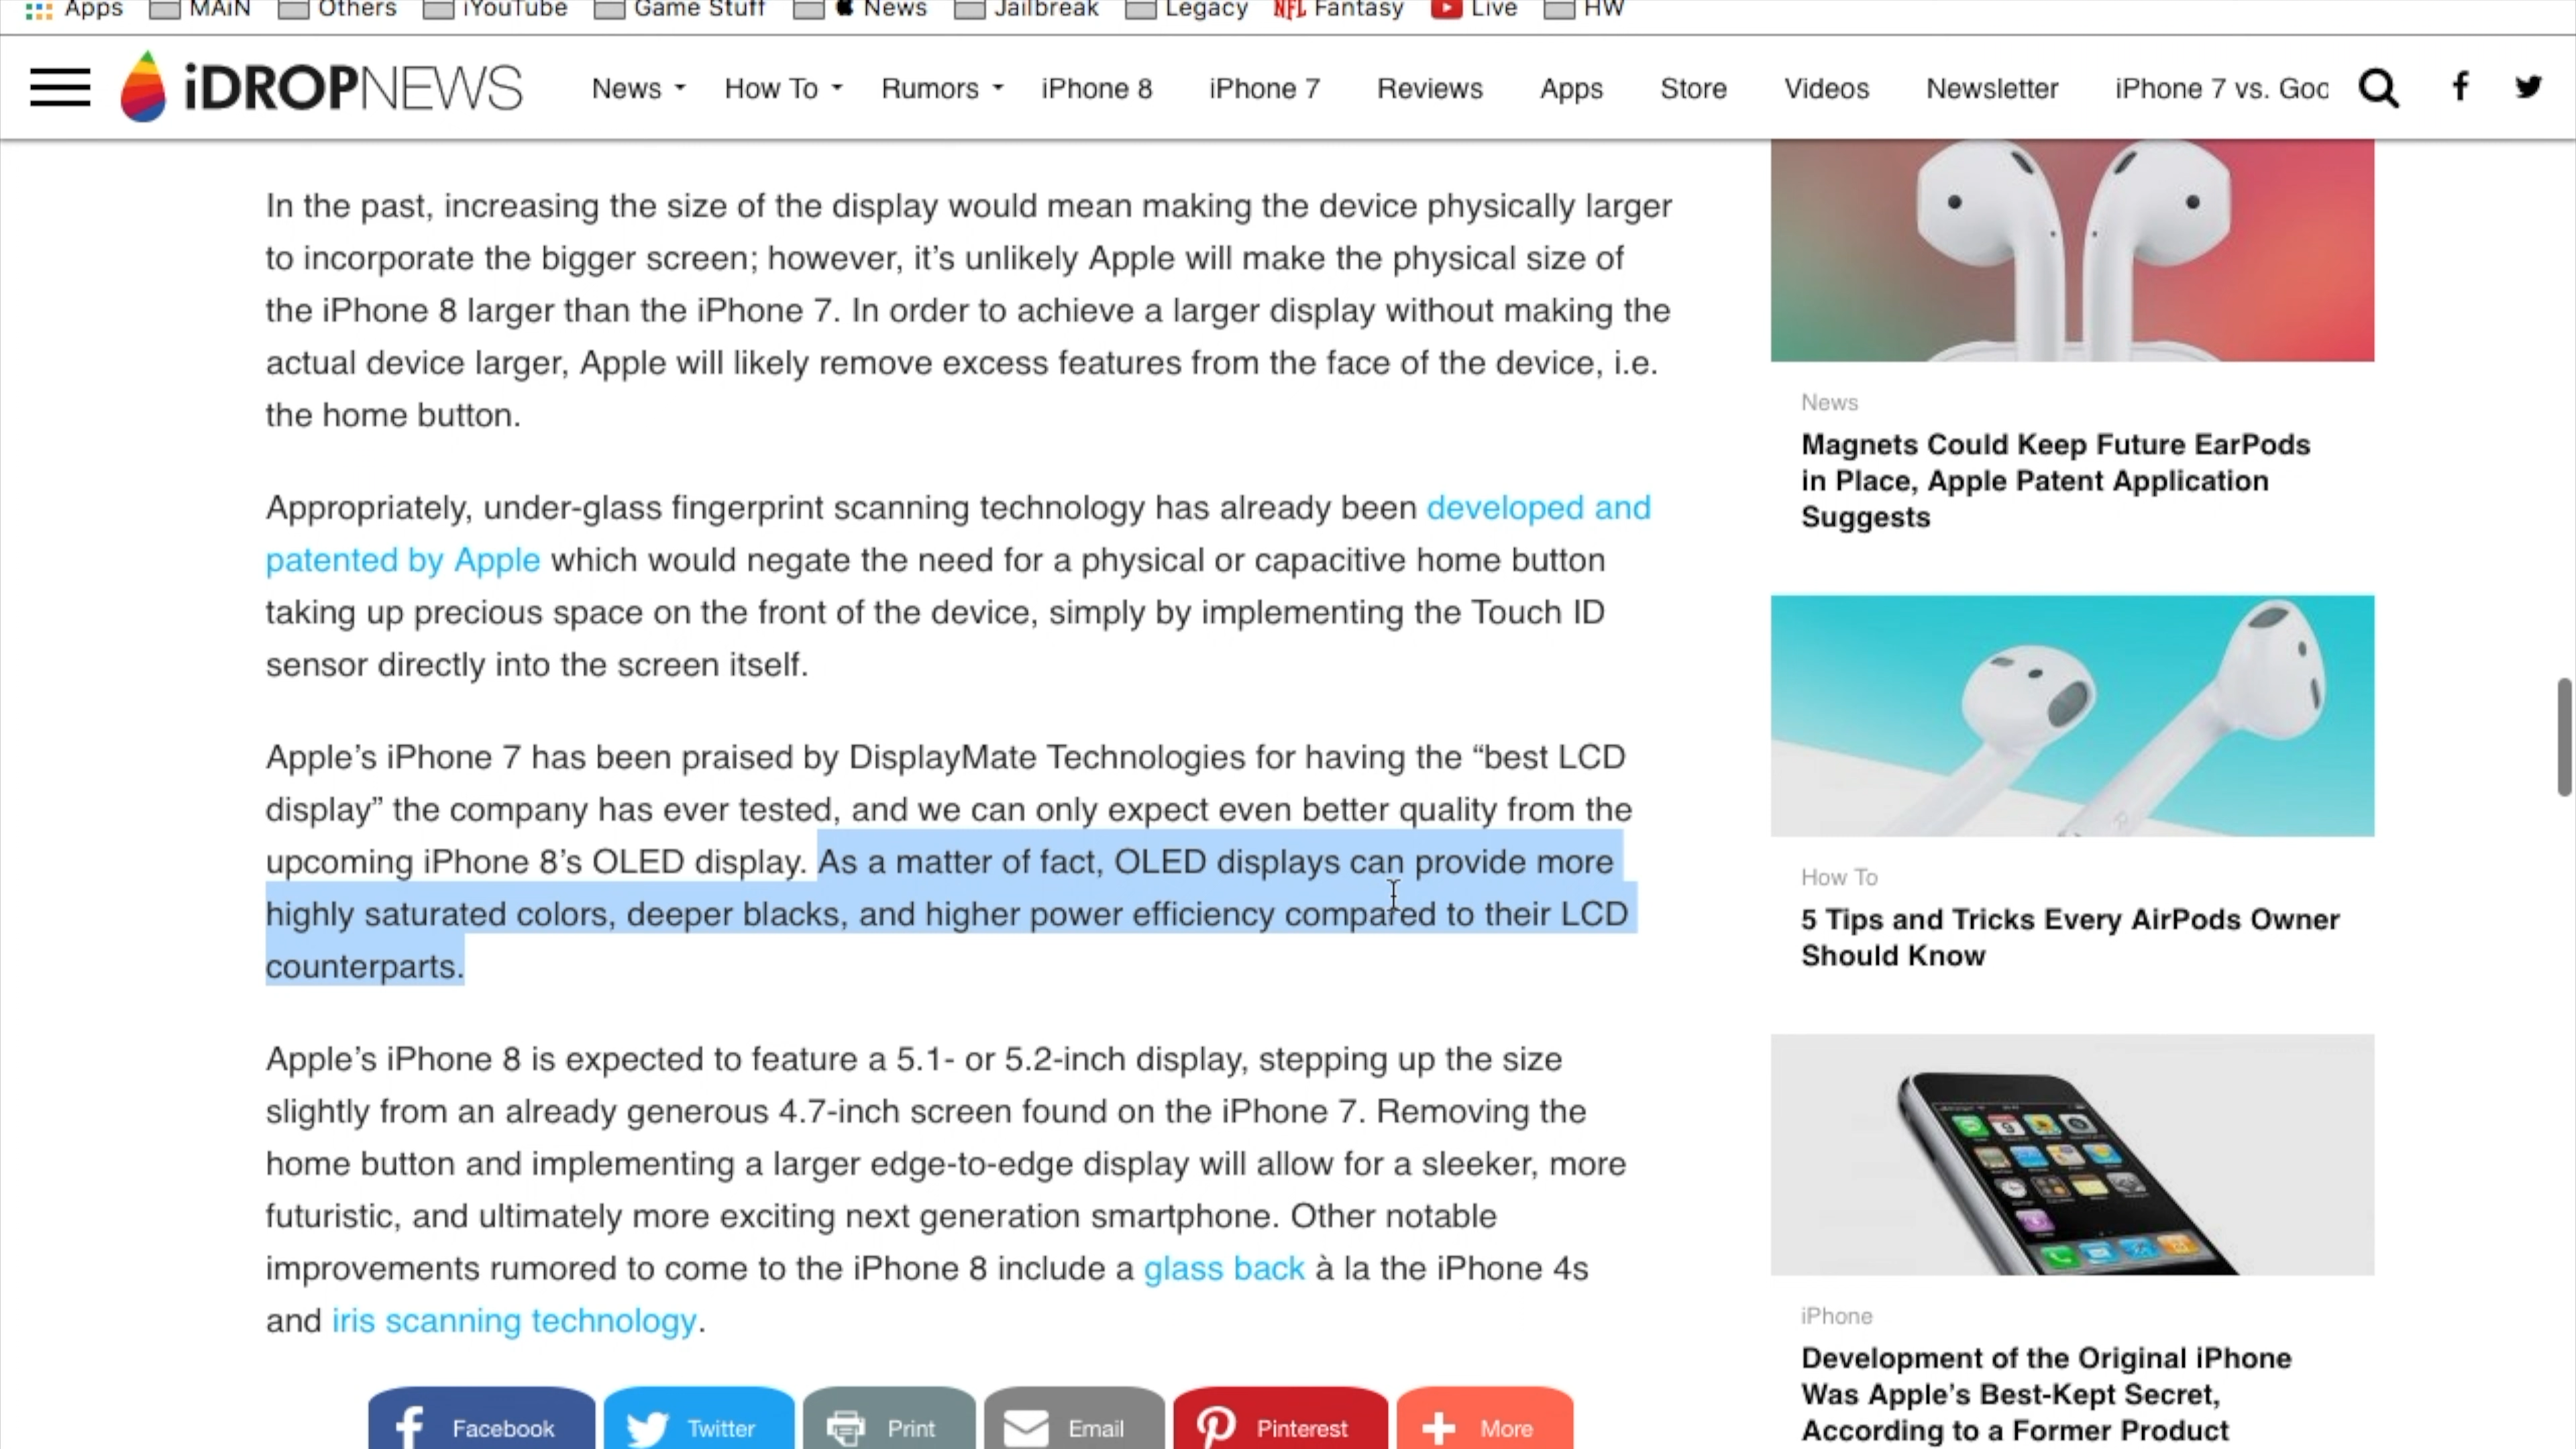 Apps MAiN Others iYouTube Game Stuff News Jailbreak Legacy NFL Fantasy Live HW
iDROPNEWS News How To Rumors iPhone 8 iPhone 7 Reviews Apps Store Videos Newsletter iPhone 7 vs. Goo
In the past, increasing the size of the display would mean making the device physically larger
to incorporate the bigger screen; however, it’s unlikely Apple will make the physical size of
the iPhone 8 larger than the iPhone 7. In order to achieve a larger display without making the
actual device larger, Apple will likely remove excess features from the face of the device, i.e.
the home button.
Appropriately, under-glass fingerprint scanning technology has already been developed and
patented by Apple which would negate the need for a physical or capacitive home button
taking up precious space on the front of the device, simply by implementing the Touch ID
sensor directly into the screen itself.
Apple’s iPhone 7 has been praised by DisplayMate Technologies for having the “best LCD
display” the company has ever tested, and we can only expect even better quality from the
upcoming iPhone 8’s OLED display. As a matter of fact, OLED displays can provide more
highly saturated colors, deeper blacks, and higher power efficiency compared to their LCD
counterparts.
Apple’s iPhone 8 is expected to feature a 5.1- or 5.2-inch display, stepping up the size
slightly from an already generous 4.7-inch screen found on the iPhone 7. Removing the
home button and implementing a larger edge-to-edge display will allow for a sleeker, more
futuristic, and ultimately more exciting next generation smartphone. Other notable
improvements rumored to come to the iPhone 8 include a glass back à la the iPhone 4s
and iris scanning technology.
Facebook Twitter Print Email Pinterest More
News
Magnets Could Keep Future EarPods
in Place, Apple Patent Application
Suggests
How To
5 Tips and Tricks Every AirPods Owner
Should Know
iPhone
Development of the Original iPhone
Was Apple’s Best-Kept Secret,
According to a Former Product